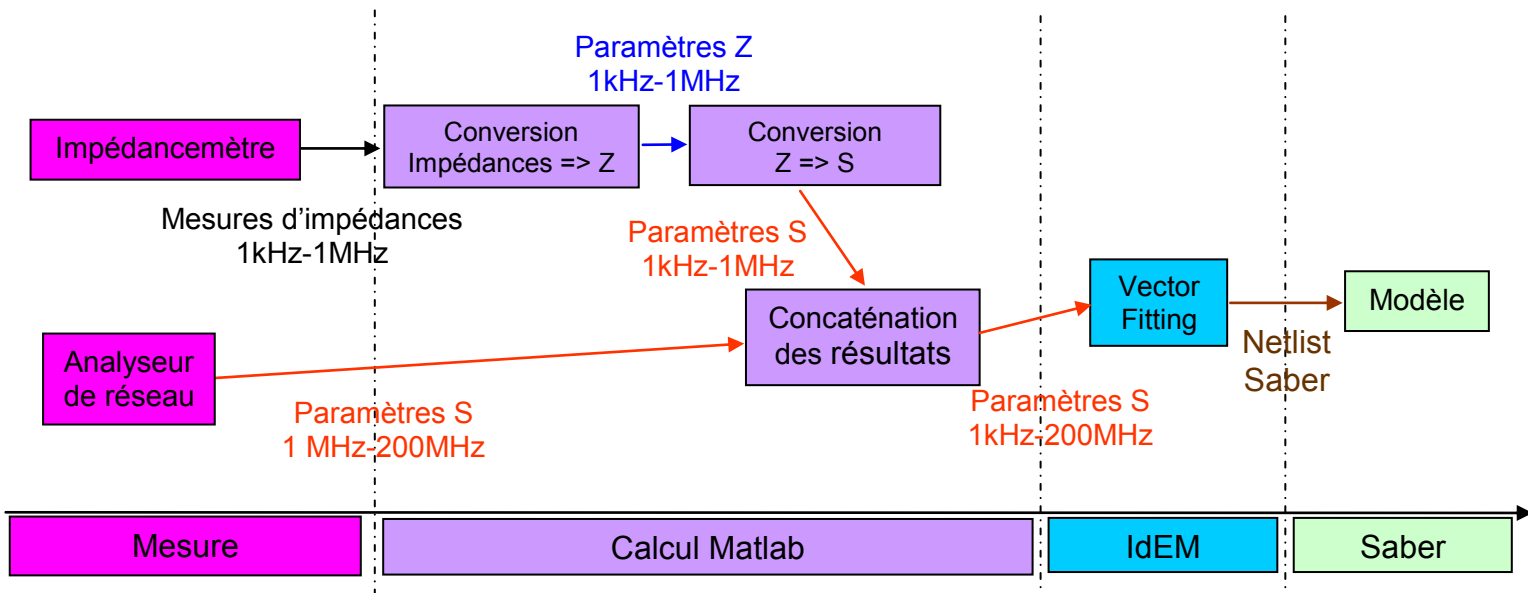 Paramètres Z
1kHz-1MHz
Impédancemètre
Conversion
Impédances => Z
Conversion
Z => S
Mesures d'impédances
1kHz-1MHz
Paramètres S
1kHz-1MHz
Vector
Fitting
Modèle
Concaténation
des résultats
Netlist
Saber
Analyseur
de réseau
Paramètres S
1 MHz-200MHz
Paramètres S
1kHz-200MHz
Mesure
Calcul Matlab
IdEM
Saber